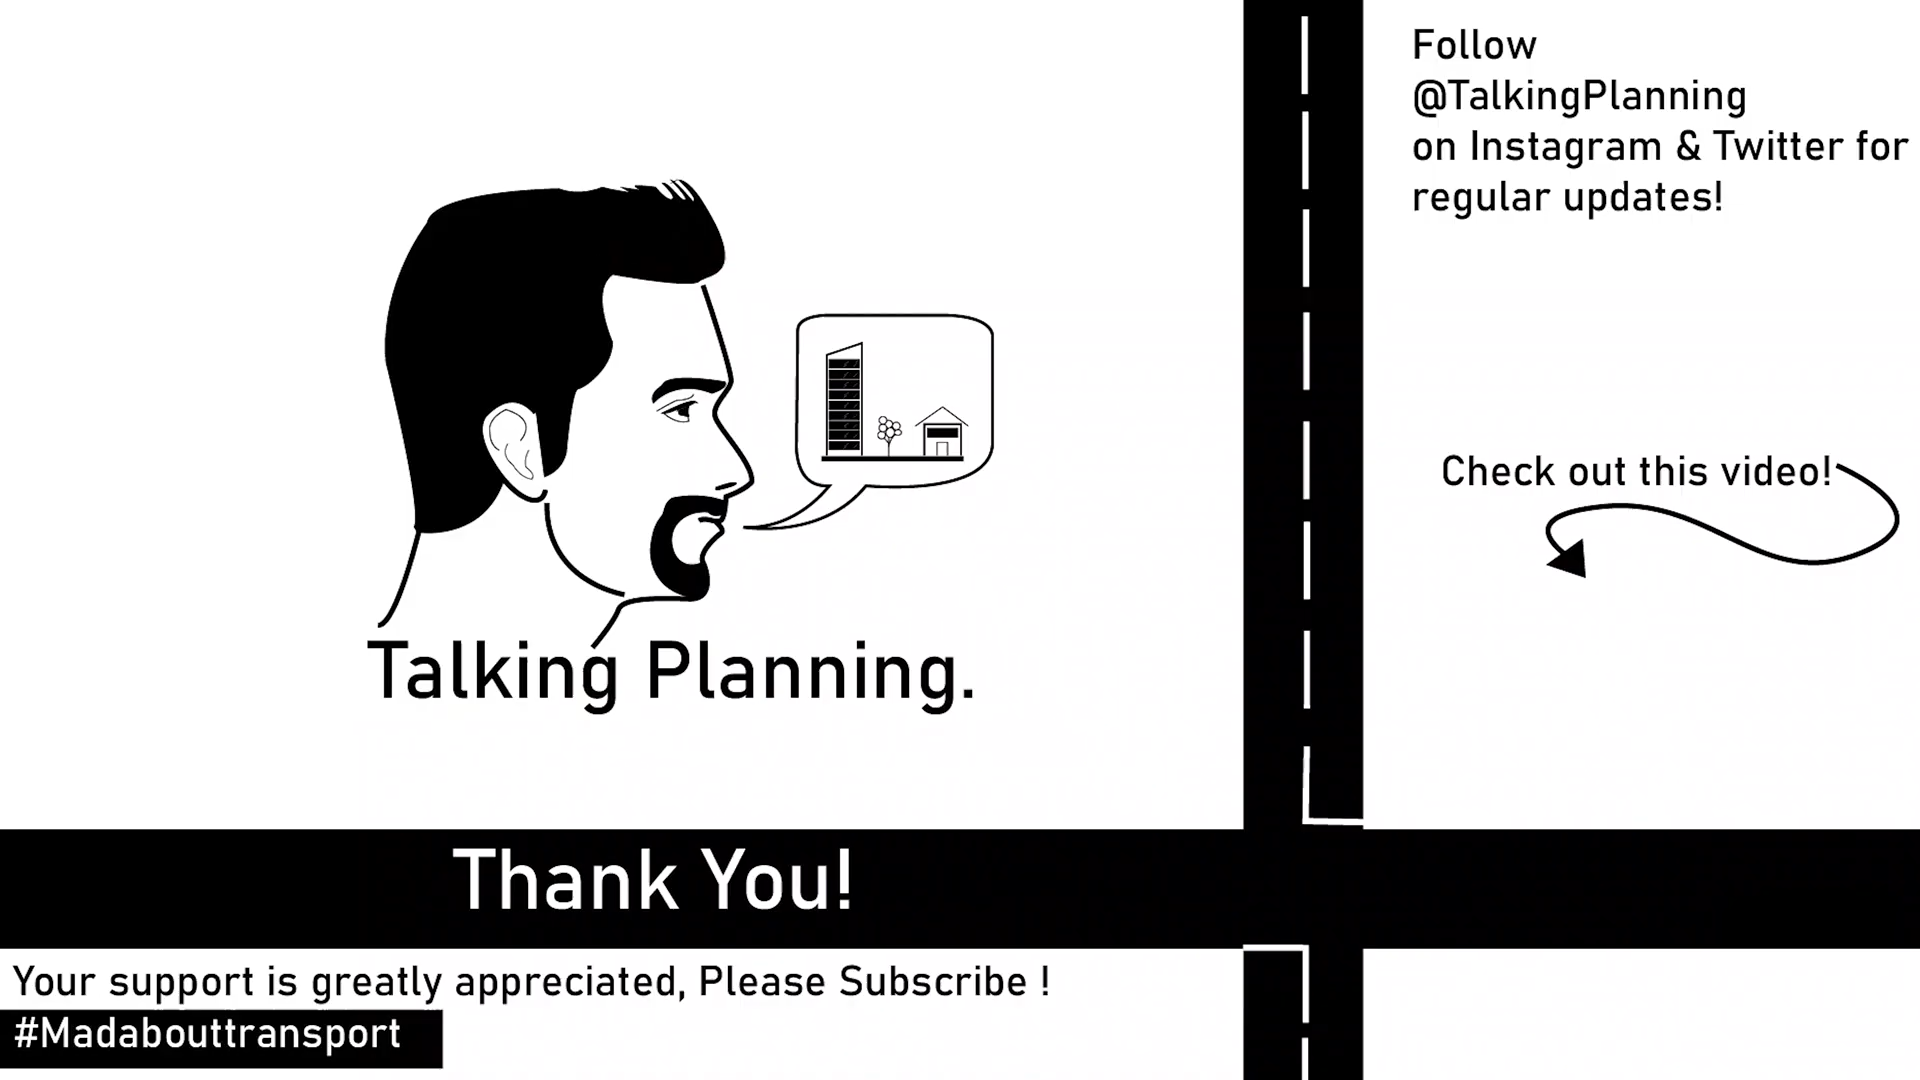 Follow
@TalkingPlanning
on Instagram & Twitter for
regular updates!
Check out this video!
Talking Planning.
Thank You!
Your support is greatly appreciated, Please Subscribe !
#Madabouttransport